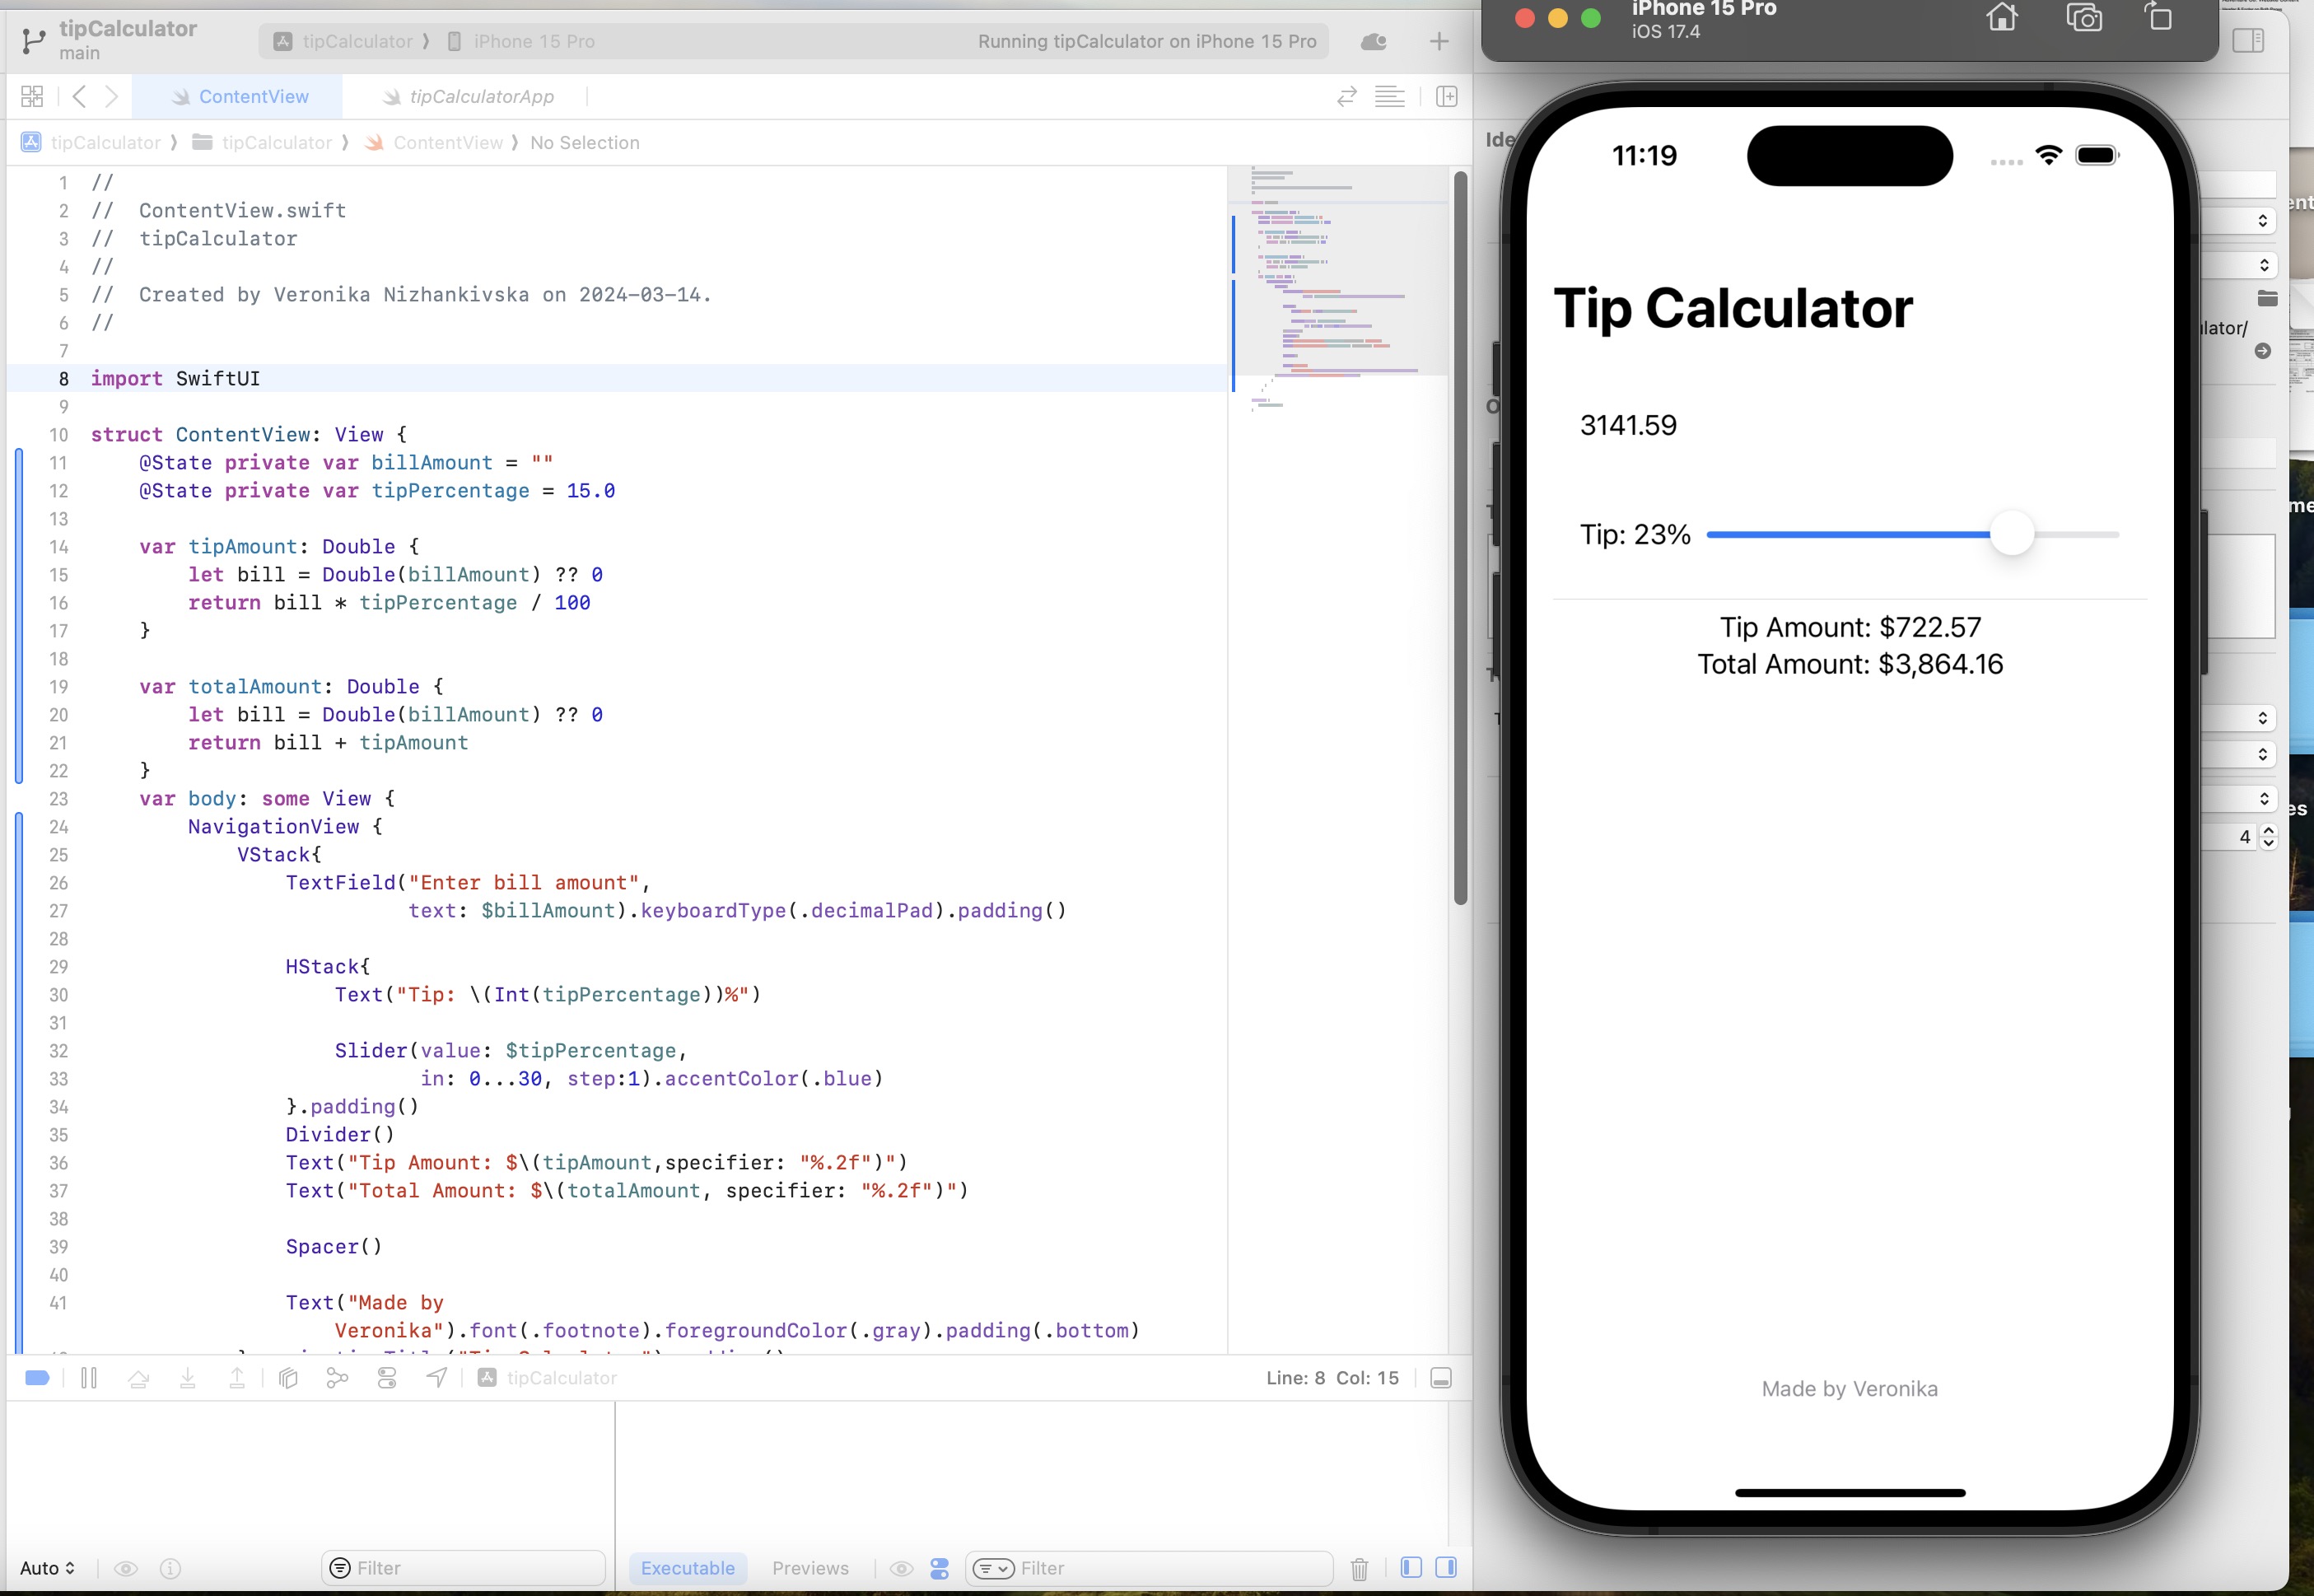 tipCalculator
main
tipCalculator ⟩ iPhone 15 Pro
Running tipCalculator on iPhone 15 Pro
ContentView
tipCalculatorApp
tipCalculator ⟩ tipCalculator ⟩ ContentView ⟩ No Selection
1 //
2 //  ContentView.swift
3 //  tipCalculator
4 //
5 //  Created by Veronika Nizhankivska on 2024-03-14.
6 //
7
8 import SwiftUI
9
10 struct ContentView: View {
11     @State private var billAmount = ""
12     @State private var tipPercentage = 15.0
13
14     var tipAmount: Double {
15         let bill = Double(billAmount) ?? 0
16         return bill * tipPercentage / 100
17     }
18
19     var totalAmount: Double {
20         let bill = Double(billAmount) ?? 0
21         return bill + tipAmount
22     }
23     var body: some View {
24         NavigationView {
25             VStack{
26                 TextField("Enter bill amount",
27                           text: $billAmount).keyboardType(.decimalPad).padding()
28
29                 HStack{
30                     Text("Tip: \(Int(tipPercentage))%")
31
32                     Slider(value: $tipPercentage,
33                            in: 0...30, step:1).accentColor(.blue)
34                 }.padding()
35                 Divider()
36                 Text("Tip Amount: $\(tipAmount,specifier: "%.2f")")
37                 Text("Total Amount: $\(totalAmount, specifier: "%.2f")")
38
39                 Spacer()
40
41                 Text("Made by
                    Veronika").font(.footnote).foregroundColor(.gray).padding(.bottom)
tipCalculator
Line: 8 Col: 15
Auto
Filter
Executable
Previews
Filter
iPhone 15 Pro
iOS 17.4
11:19
Tip Calculator
3141.59
Tip: 23%
Tip Amount: $722.57
Total Amount: $3,864.16
Made by Veronika
Ide
lator/
4